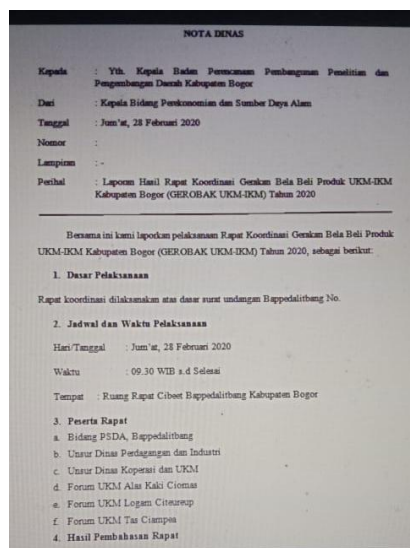 NOTA DINAS
Kepada : Yth. Kepala Badan Perencanaan Pembangunan Penelitian dan
Pengembangan Daerah Kabupaten Bogor
Dari : Kepala Bidang Perekonomian dan Sumber Daya Alam
Tanggal : Jum'at, 28 Februari 2020
Nomor :
Lampiran : -
Perihal : Laporan Hasil Rapat Koordinasi Gerakan Bela Beli Produk UKM-IKM
Kabupaten Bogor (GEROBAK UKM-IKM) Tahun 2020
Bersama ini kami laporkan pelaksanaan Rapat Koordinasi Gerakan Bela Beli Produk
UKM-IKM Kabupaten Bogor (GEROBAK UKM-IKM) Tahun 2020, sebagai berikut:
1. Dasar Pelaksanaan
Rapat koordinasi dilaksanakan atas dasar surat undangan Bappedalitbang No.
2. Jadwal dan Waktu Pelaksanaan
Hari/Tanggal : Jum'at, 28 Februari 2020
Waktu : 09.30 WIB s.d Selesai
Tempat : Ruang Rapat Cibeet Bappedalitbang Kabupaten Bogor
3. Peserta Rapat
a. Bidang PSDA, Bappedalitbang
b. Unsur Dinas Perdagangan dan Industri
c. Unsur Dinas Koperasi dan UKM
d. Forum UKM Alas Kaki Ciomas
e. Forum UKM Logam Citeureup
f. Forum UKM Tas Ciampea
4. Hasil Pembahasan Rapat